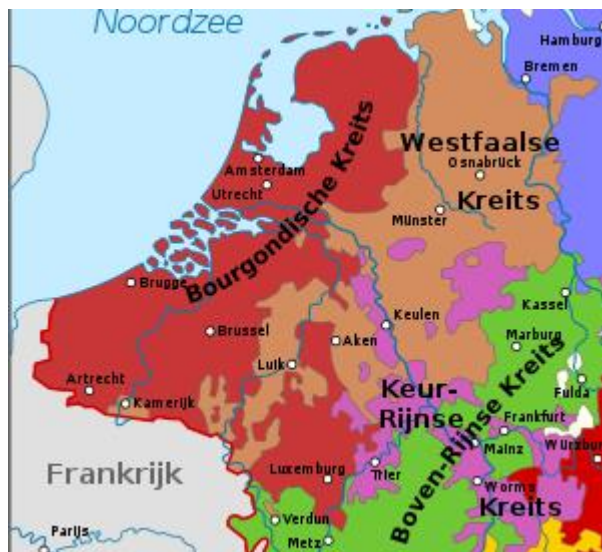 Noordzee
Hamburg
Bremen
Westfaalse
Kreits
Osnabrück
Amsterdam
Utrecht
Münster
Bourgondische Kreits
Brugge
Keulen
Kassel
Brussel
Aken
Marburg
Luik
Artrecht
Kamerijk
Keur-
Rijnse
Kreits
Fulda
Frankfurt
Boven-Rijnse Kreits
Mainz
Würzbur
Frankrijk
Luxemburg
Trier
Worms
Verdun
Parijs
Metz